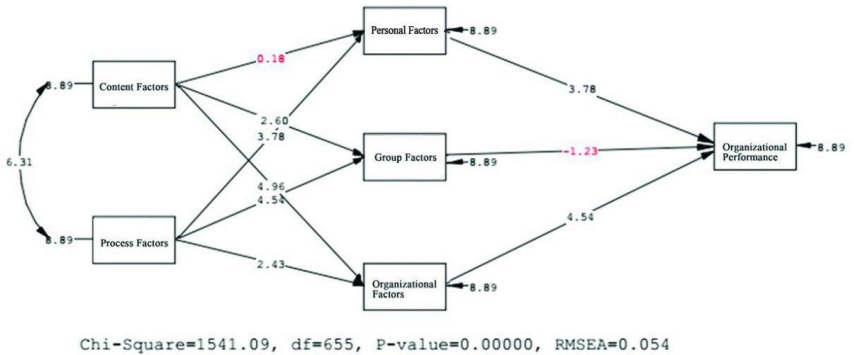 Personal Factors
8.89
0.18
8.89
Content Factors
3.78
2.60
3.78
Group Factors
8.89
-1.23
Organizational
Performance
8.89
6.31
4.96
4.54
4.54
8.89
Process Factors
2.43
Organizational
Factors
8.89
Chi-Square=1541.09, df=655, P-value=0.00000, RMSEA=0.054